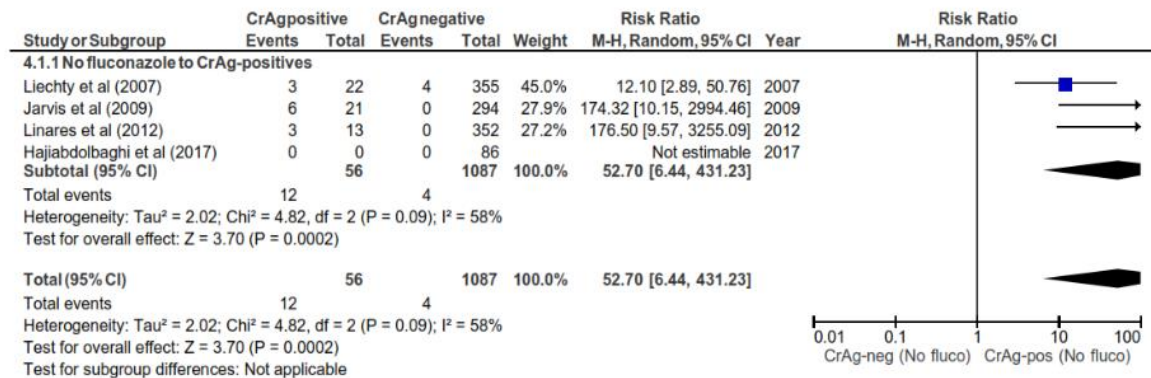 CrAgpositive CrAgnegative Risk Ratio Risk Ratio
Study or Subgroup Events Total Events Total Weight M-H, Random, 95% CI Year M-H, Random, 95% CI
4.1.1 No fluconazole to CrAg-positives
Liechty et al (2007) 3 22 4 355 45.0% 12.10 [2.89, 50.76] 2007
Jarvis et al (2009) 6 21 0 294 27.9% 174.32 [10.15, 2994.46] 2009
Linares et al (2012) 3 13 0 352 27.2% 176.50 [9.57, 3255.09] 2012
Hajiabdolbaghi et al (2017) 0 0 0 86 Not estimable 2017
Subtotal (95% CI) 56 1087 100.0% 52.70 [6.44, 431.23]
Total events 12 4
Heterogeneity: Tau² = 2.02; Chi² = 4.82, df = 2 (P = 0.09); I² = 58%
Test for overall effect: Z = 3.70 (P = 0.0002)
Total (95% CI) 56 1087 100.0% 52.70 [6.44, 431.23]
Total events 12 4
Heterogeneity: Tau² = 2.02; Chi² = 4.82, df = 2 (P = 0.09); I² = 58%
Test for overall effect: Z = 3.70 (P = 0.0002)
Test for subgroup differences: Not applicable
0.01 0.1 1 10 100
CrAg-neg (No fluco) CrAg-pos (No fluco)